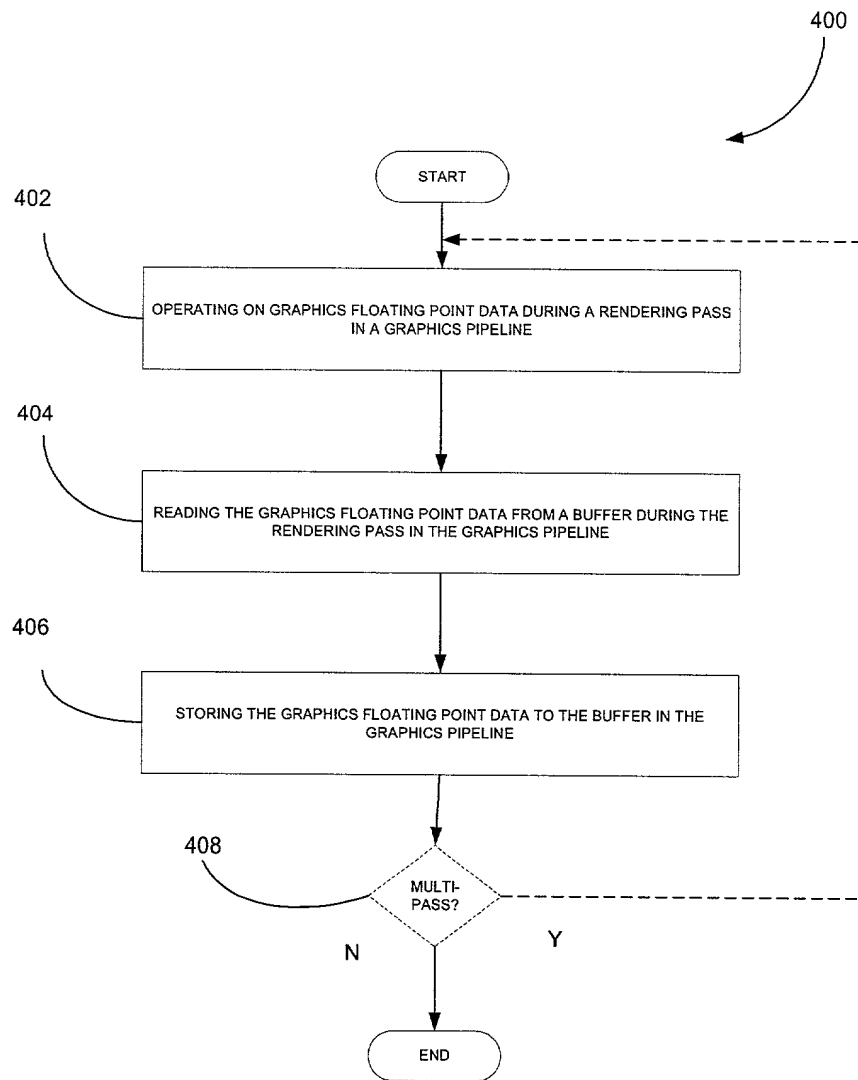 400
START
402
OPERATING ON GRAPHICS FLOATING POINT DATA DURING A RENDERING PASS
IN A GRAPHICS PIPELINE
404
READING THE GRAPHICS FLOATING POINT DATA FROM A BUFFER DURING THE
RENDERING PASS IN THE GRAPHICS PIPELINE
406
STORING THE GRAPHICS FLOATING POINT DATA TO THE BUFFER IN THE
GRAPHICS PIPELINE
408
MULTI-
PASS?
N
Y
END